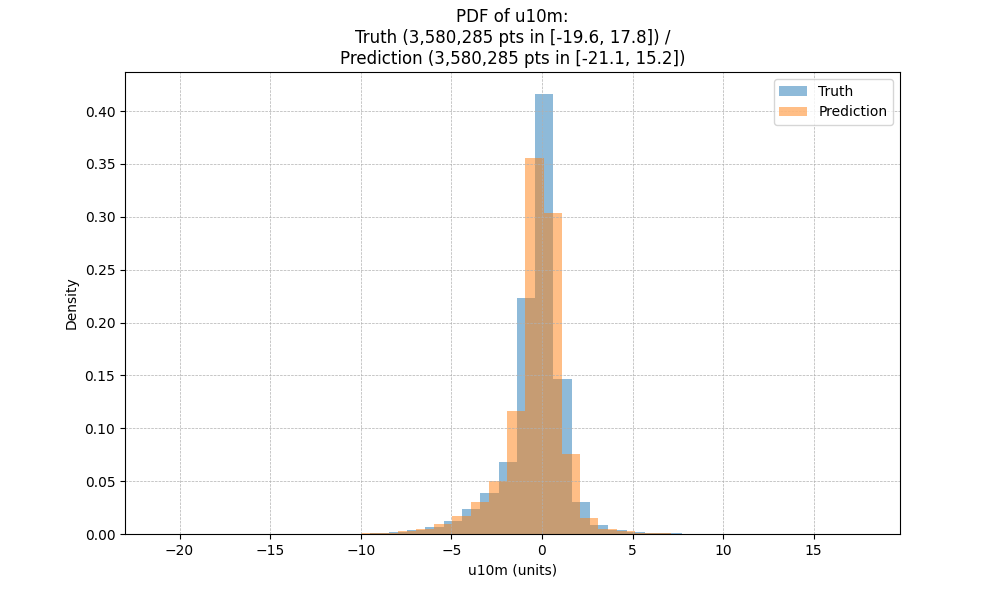 PDF of u10m:
Truth (3,580,285 pts in [-19.6, 17.8]) /
Prediction (3,580,285 pts in [-21.1, 15.2])
Truth
Prediction
0.40
0.35
0.30
0.25
0.20
0.15
0.10
0.05
0.00
Density
−20 −15 −10 −5 0 5 10 15
u10m (units)